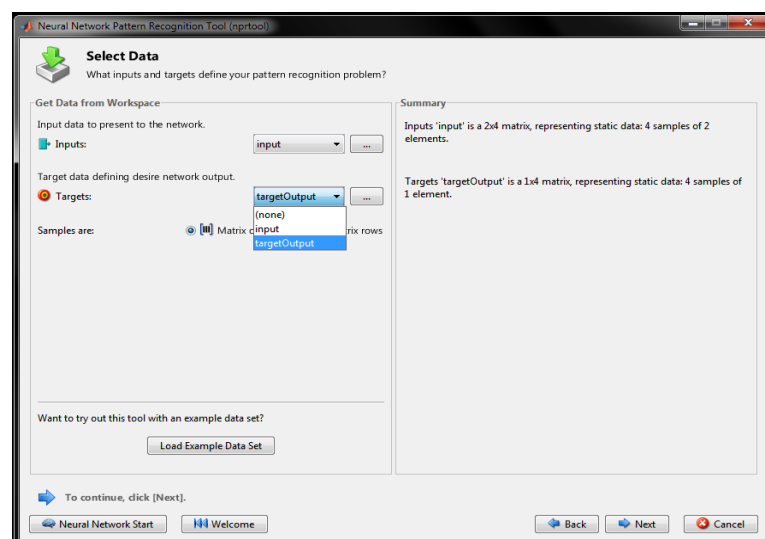 Neural Network Pattern Recognition Tool (nprtool)
Select Data
What inputs and targets define your pattern recognition problem?
Get Data from Workspace
Input data to present to the network.
Inputs:
input
...
Target data defining desire network output.
Targets:
targetOutput
...
(none)
input
targetOutput
Samples are:
Matrix
rows
Want to try out this tool with an example data set?
Load Example Data Set
Summary
Inputs 'input' is a 2x4 matrix, representing static data: 4 samples of 2
elements.
Targets 'targetOutput' is a 1x4 matrix, representing static data: 4 samples of
1 element.
To continue, click [Next].
Neural Network Start
Welcome
Back
Next
Cancel